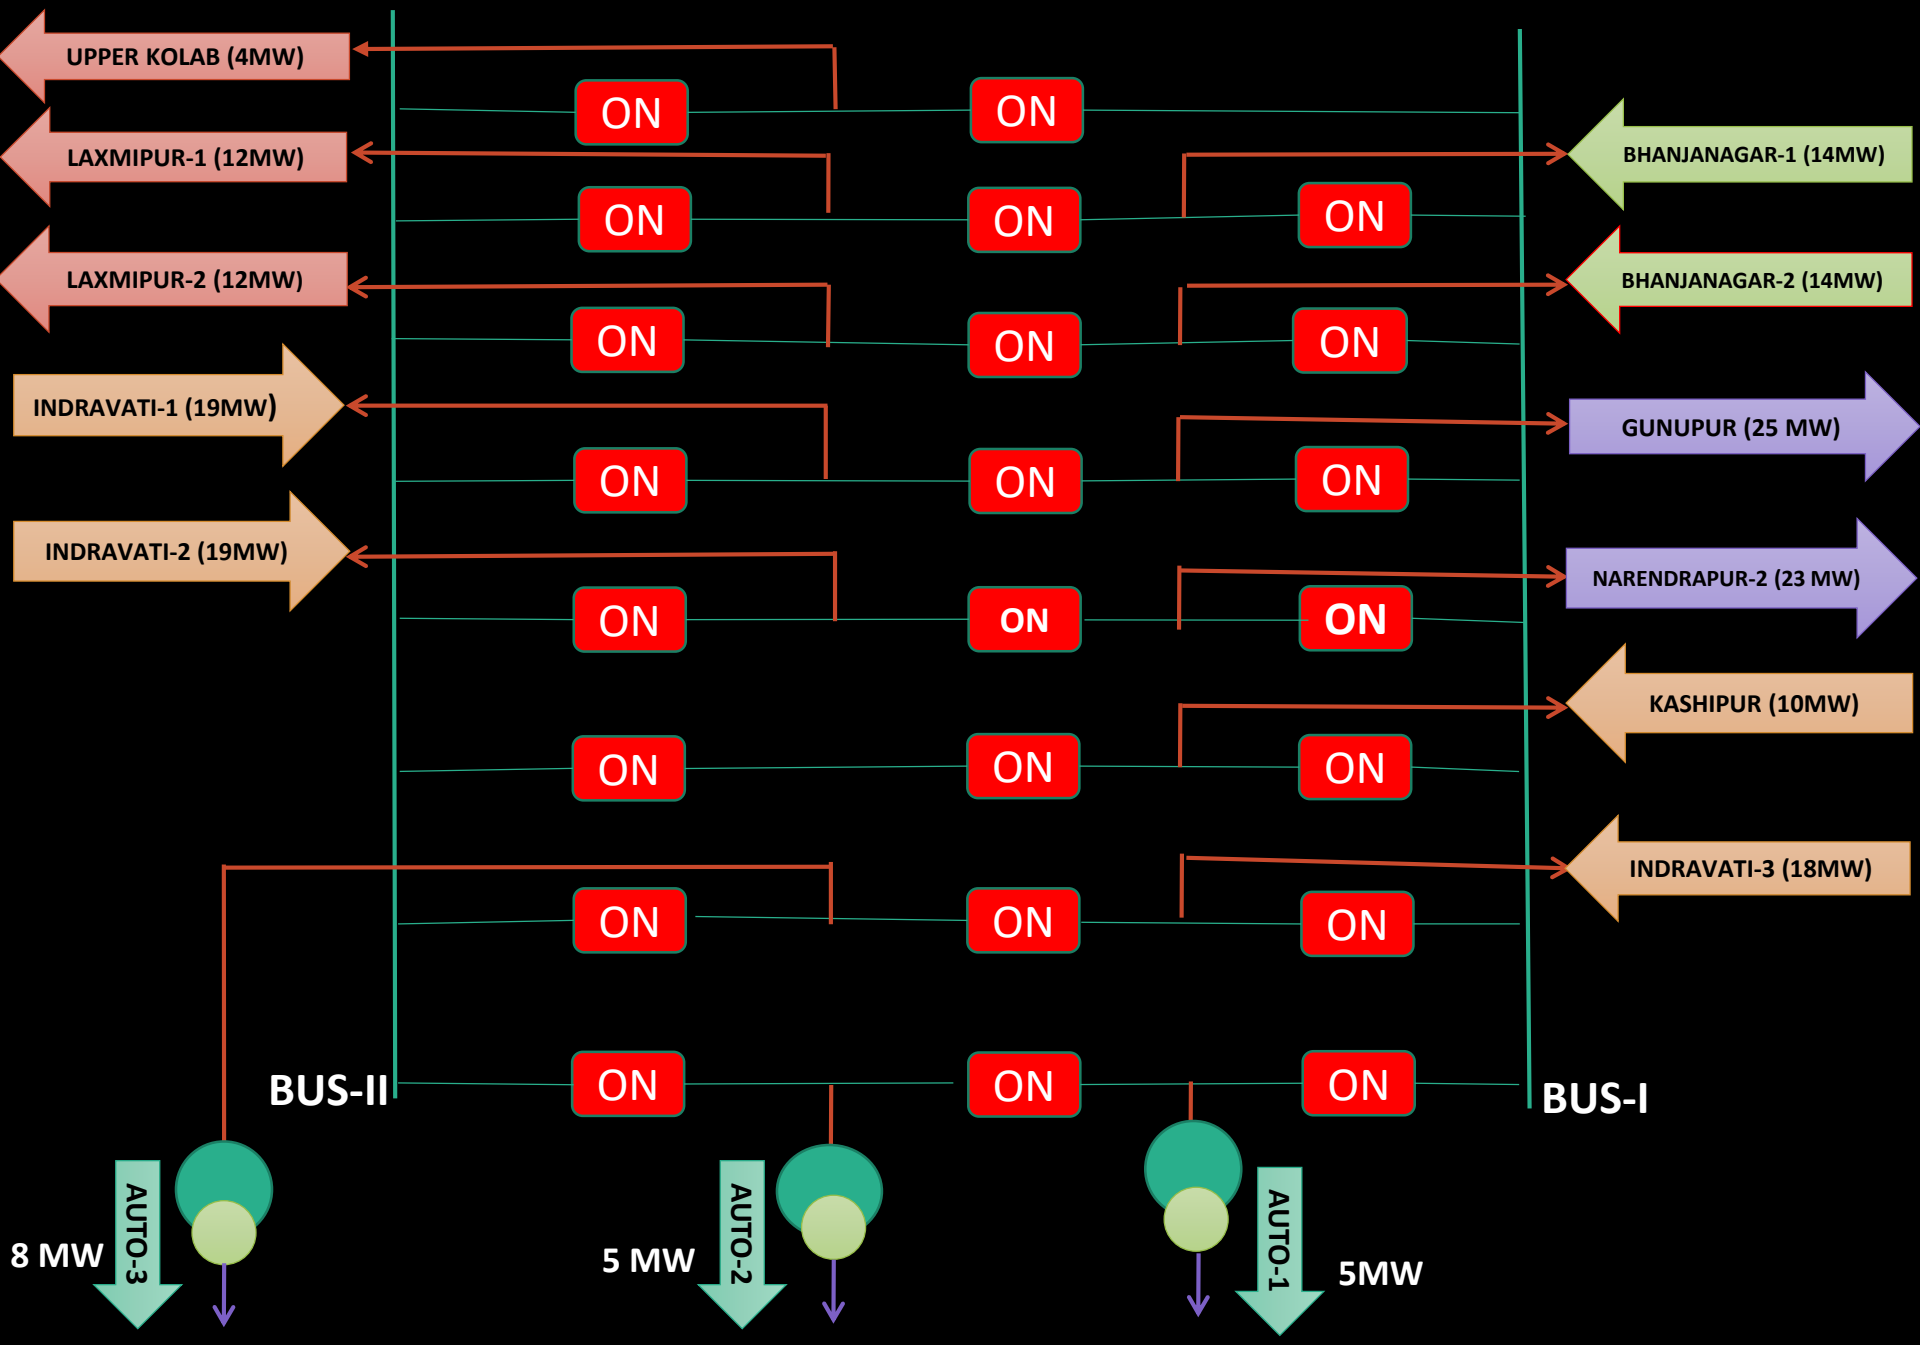 UPPER KOLAB (4MW)
ON
ON
LAXMIPUR-1 (12MW)
BHANJANAGAR-1 (14MW)
ON
ON
ON
LAXMIPUR-2 (12MW)
BHANJANAGAR-2 (14MW)
ON
ON
ON
INDRAVATI-1 (19MW)
GUNUPUR (25 MW)
ON
ON
ON
INDRAVATI-2 (19MW)
NARENDRAPUR-2 (23 MW)
ON
ON
ON
KASHIPUR (10MW)
ON
ON
ON
INDRAVATI-3 (18MW)
ON
ON
ON
BUS-II
ON
ON
ON
BUS-I
8 MW
AUTO-3
5 MW
AUTO-2
AUTO-1
5MW